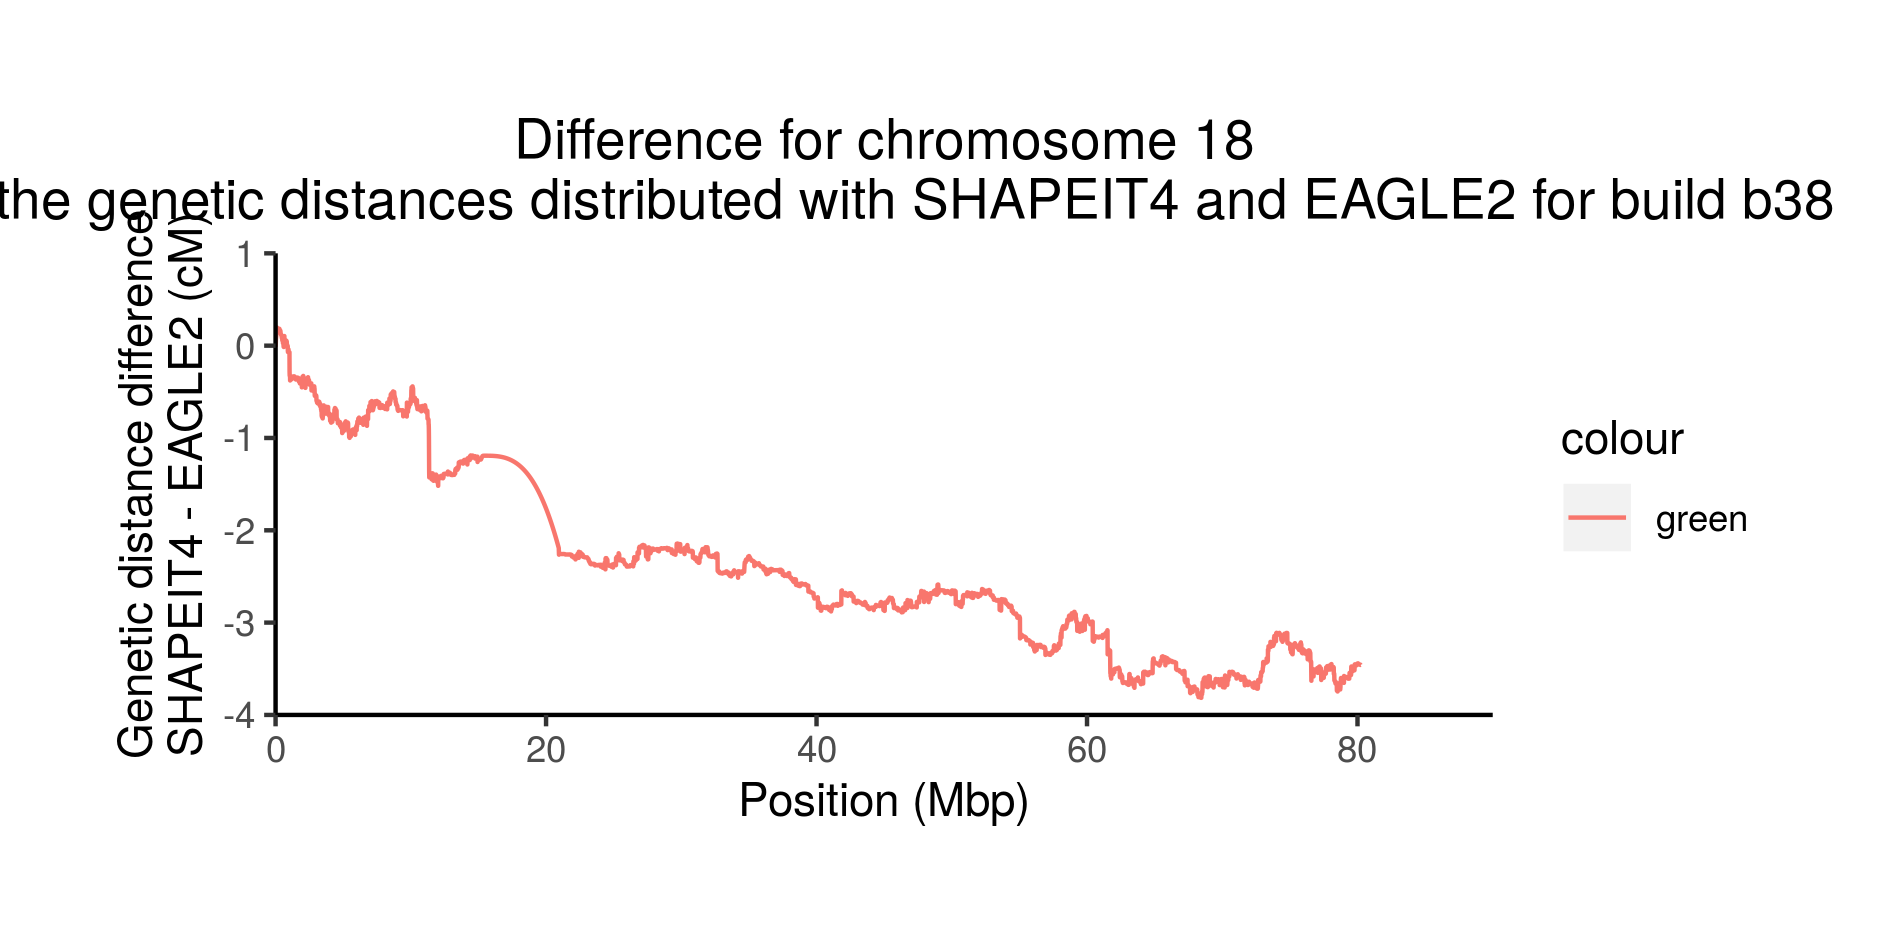 Difference for chromosome 18
the genetic distances distributed with SHAPEIT4 and EAGLE2 for build b38
Genetic distance difference
SHAPEIT4 - EAGLE2 (cM)
1
0
-1
-2
-3
-4
0 20 40 60 80
Position (Mbp)
colour
green